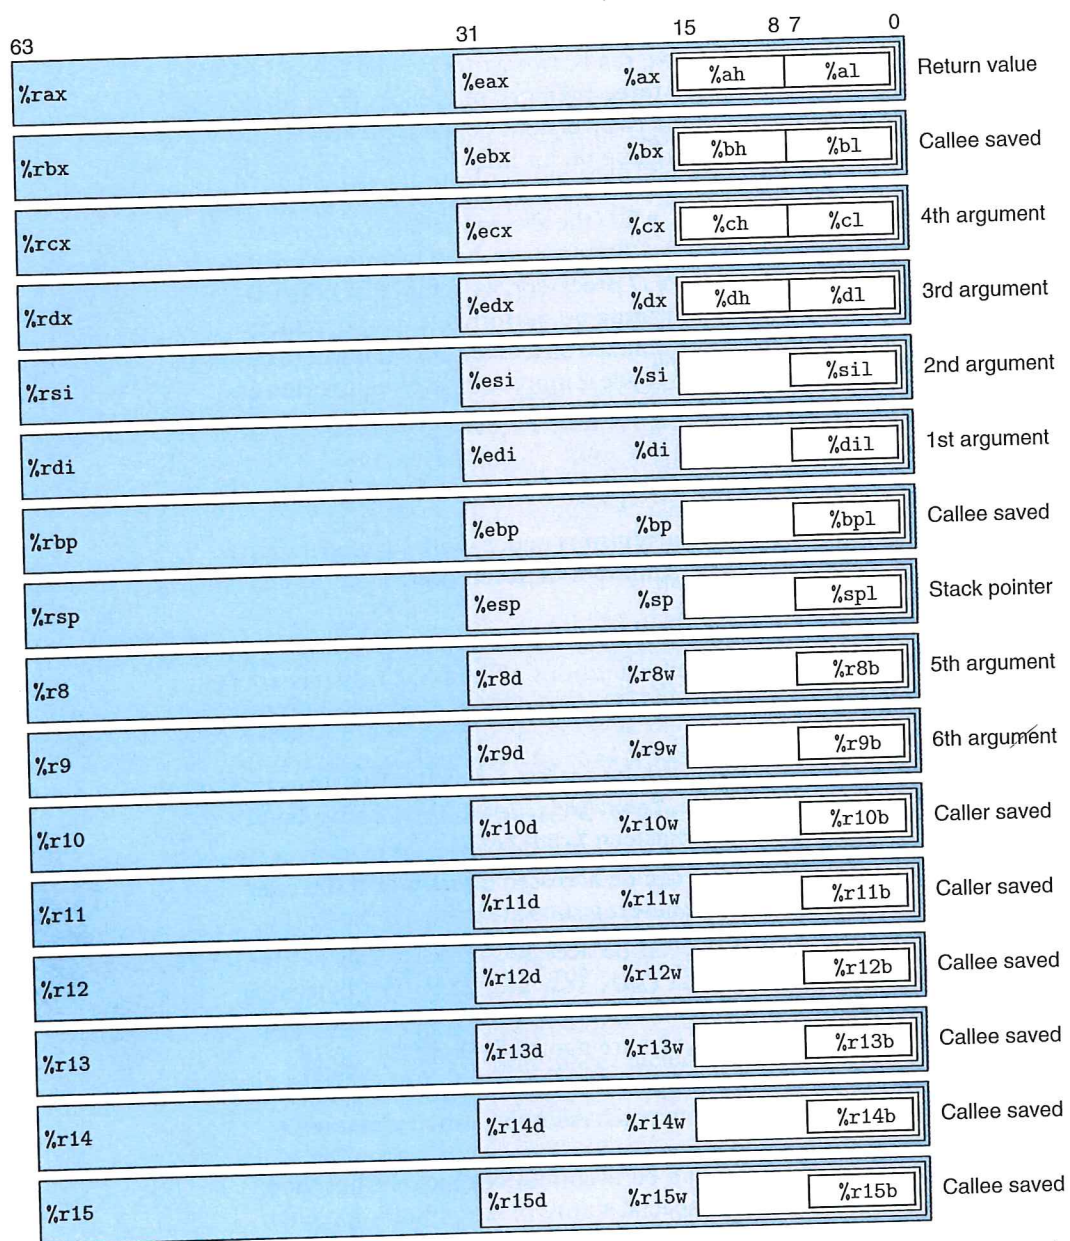 63 31 15 8 7 0
%rax %eax %ax %ah %al Return value
%rbx %ebx %bx %bh %bl Callee saved
%rcx %ecx %cx %ch %cl 4th argument
%rdx %edx %dx %dh %dl 3rd argument
%rsi %esi %si %sil 2nd argument
%rdi %edi %di %dil 1st argument
%rbp %ebp %bp %bpl Callee saved
%rsp %esp %sp %spl Stack pointer
%r8 %r8d %r8w %r8b 5th argument
%r9 %r9d %r9w %r9b 6th argument
%r10 %r10d %r10w %r10b Caller saved
%r11 %r11d %r11w %r11b Caller saved
%r12 %r12d %r12w %r12b Callee saved
%r13 %r13d %r13w %r13b Callee saved
%r14 %r14d %r14w %r14b Callee saved
%r15 %r15d %r15w %r15b Callee saved